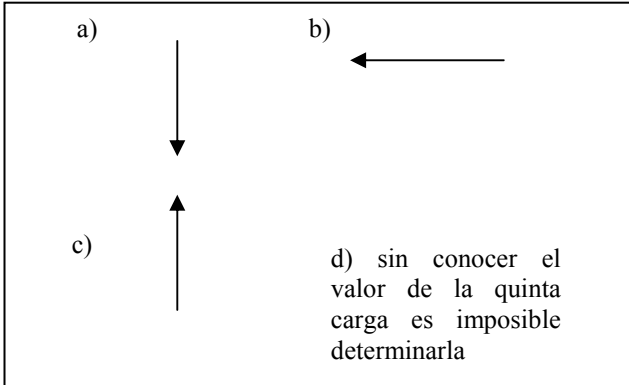 a)
b)
c)
d) sin conocer el
valor de la quinta
carga es imposible
determinarla